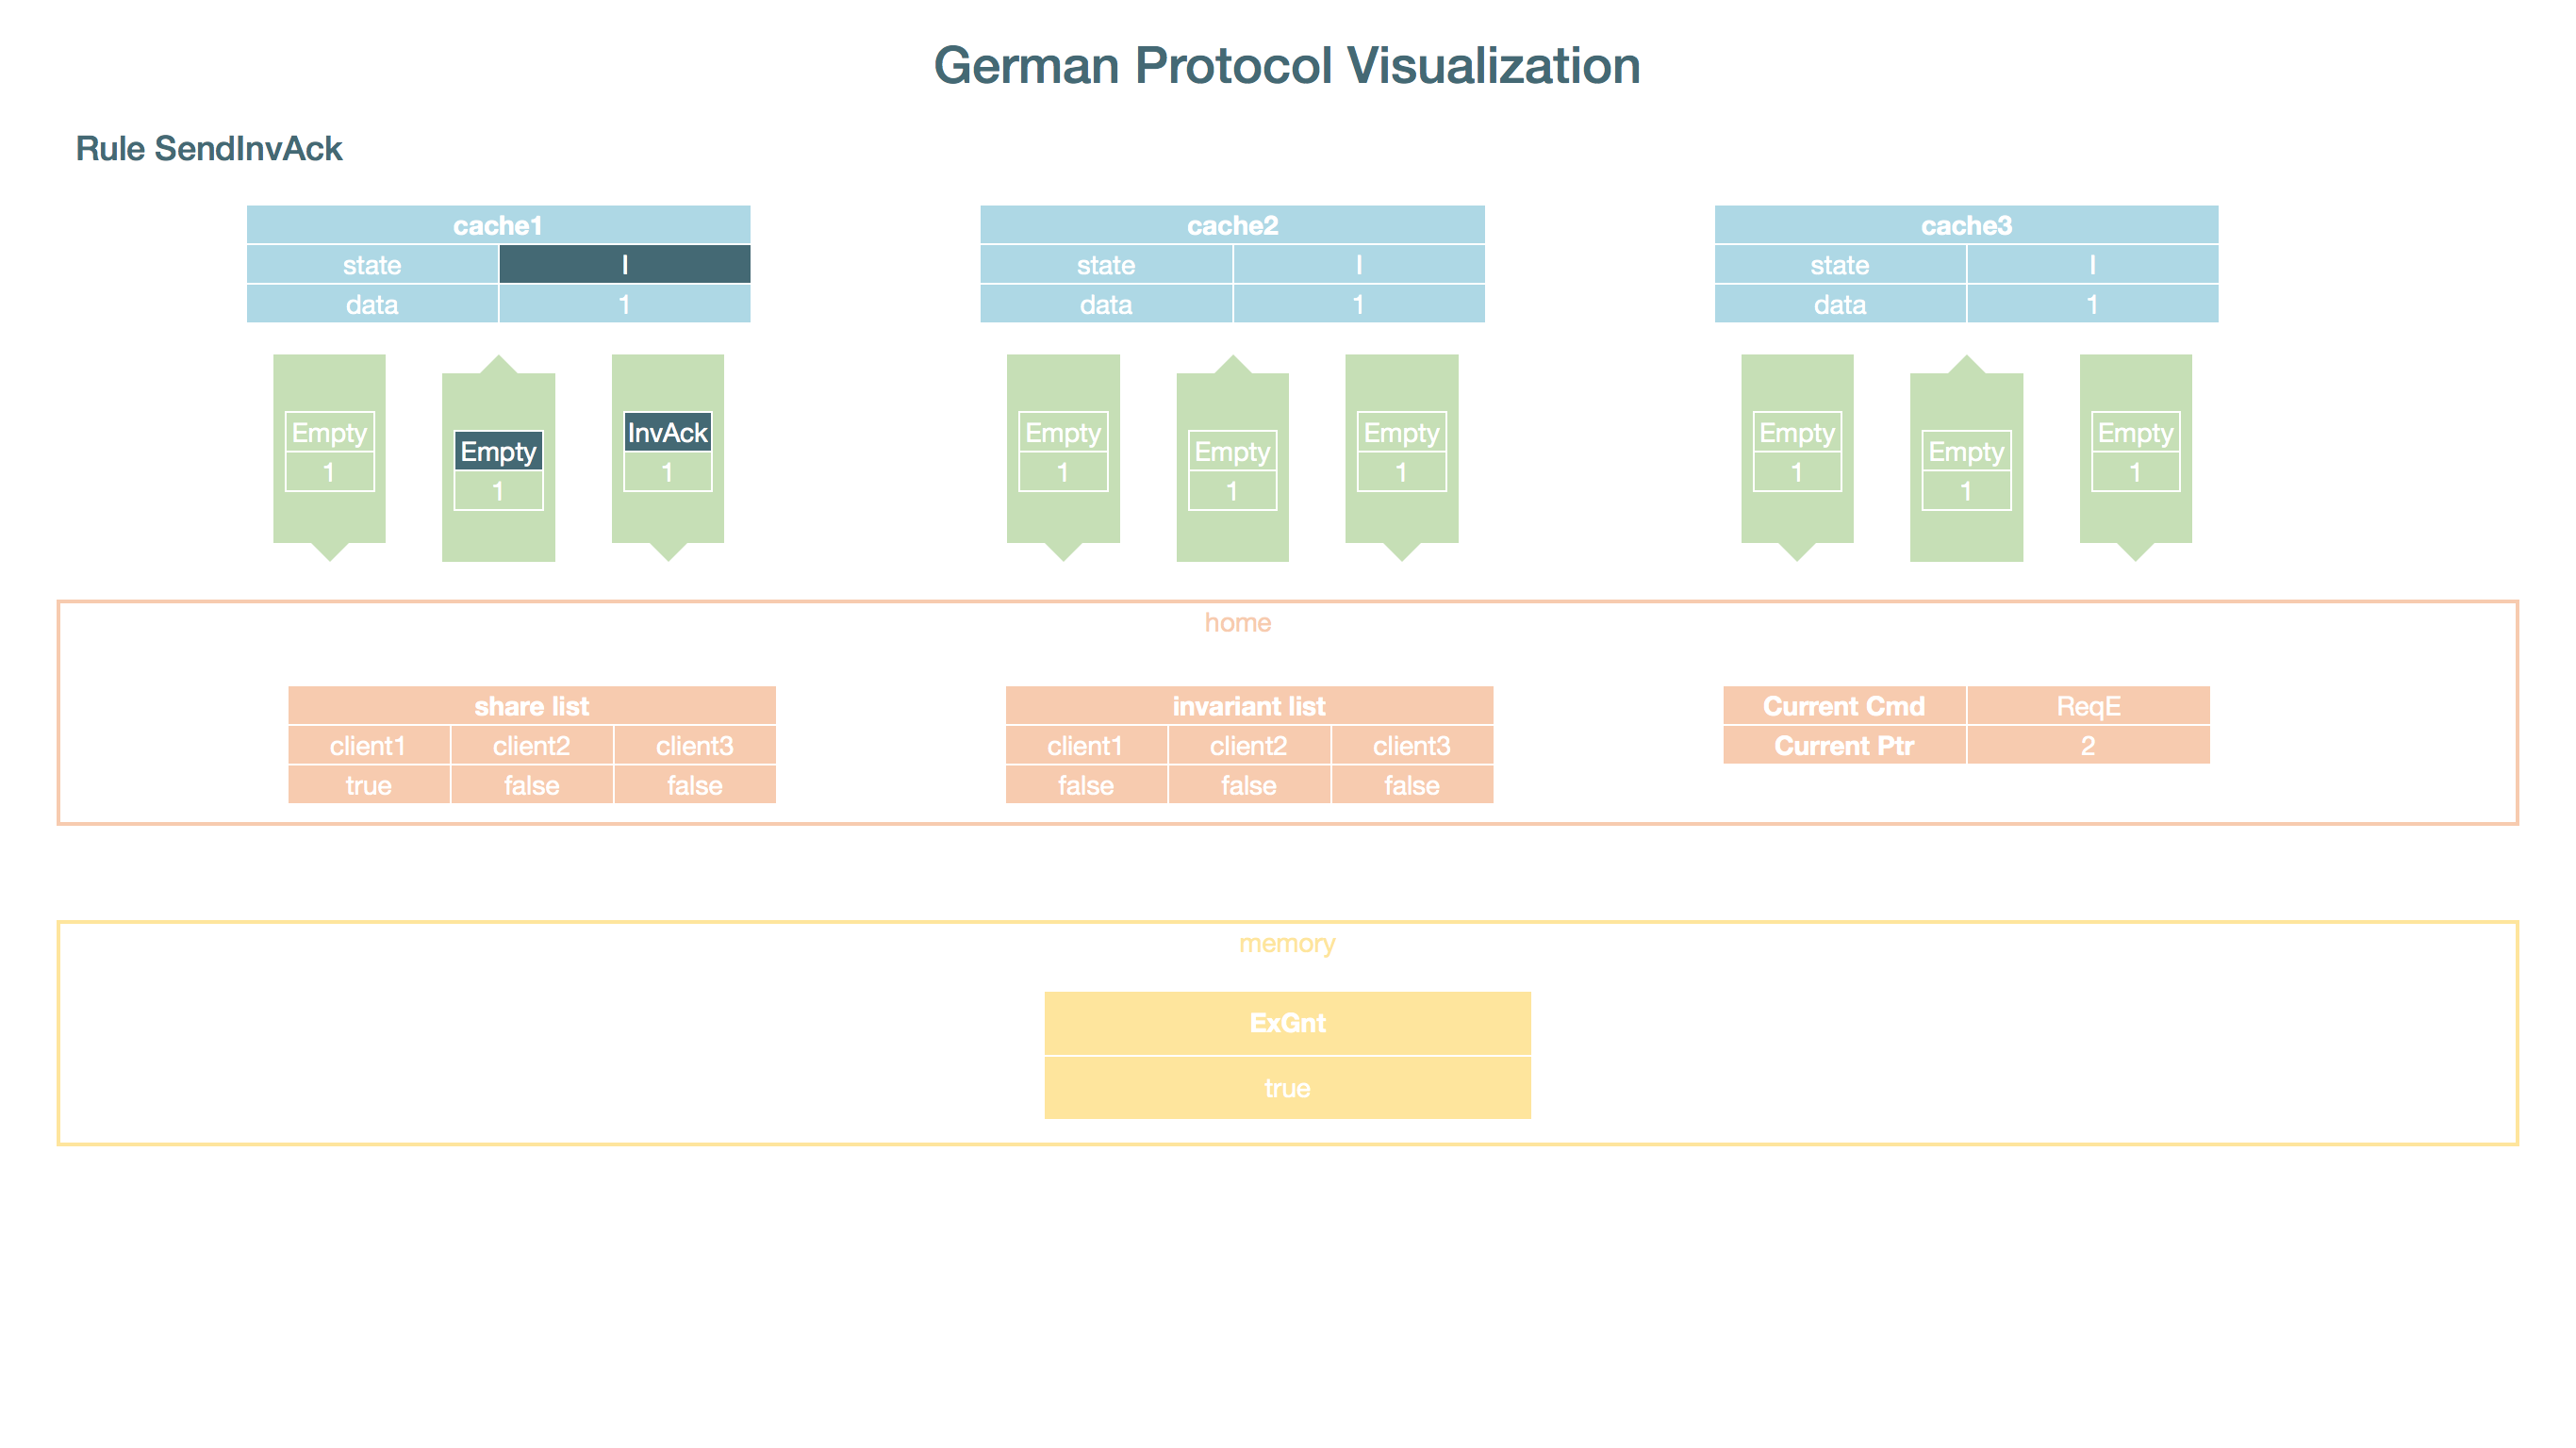 German Protocol Visualization
Rule SendInvAck
cache1 cache2 cache3
state I state I state I
data 1 data 1 data 1
Empty Empty InvAck Empty Empty Empty Empty Empty Empty
1 1 1 1 1 1 1 1 1
home
share list invariant list Current Cmd ReqE
client1 client2 client3 client1 client2 client3 Current Ptr 2
true false false false false false
memory
ExGnt
true